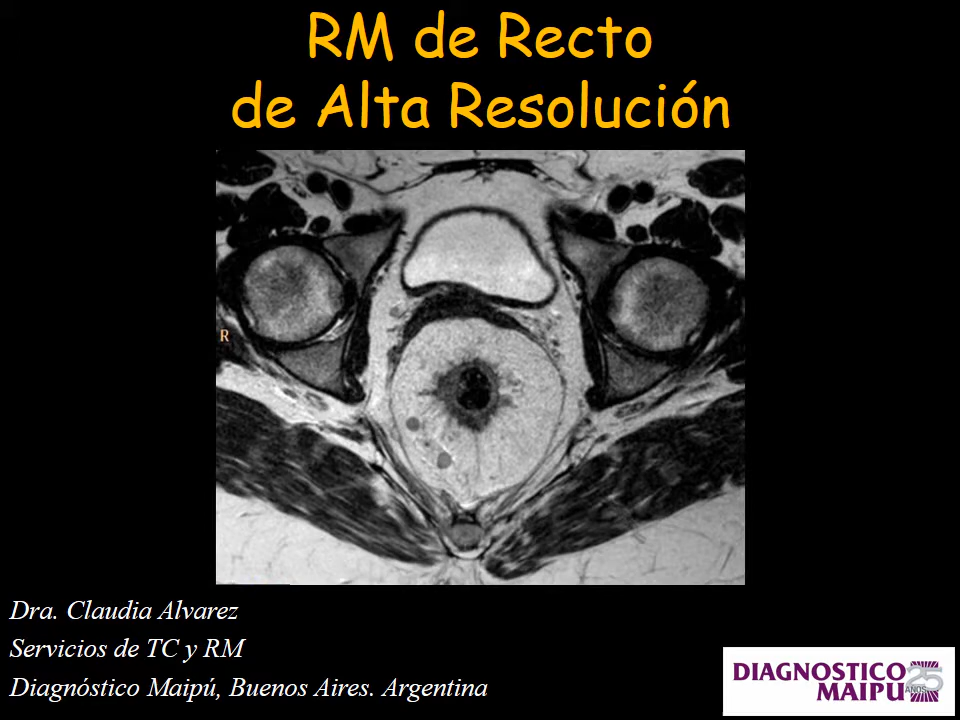 RM de Recto
de Alta Resolución
R
Dra. Claudia Alvarez
Servicios de TC y RM
Diagnóstico Maipú, Buenos Aires. Argentina
DIAGNOSTICO
MAIPU 25
AÑOS